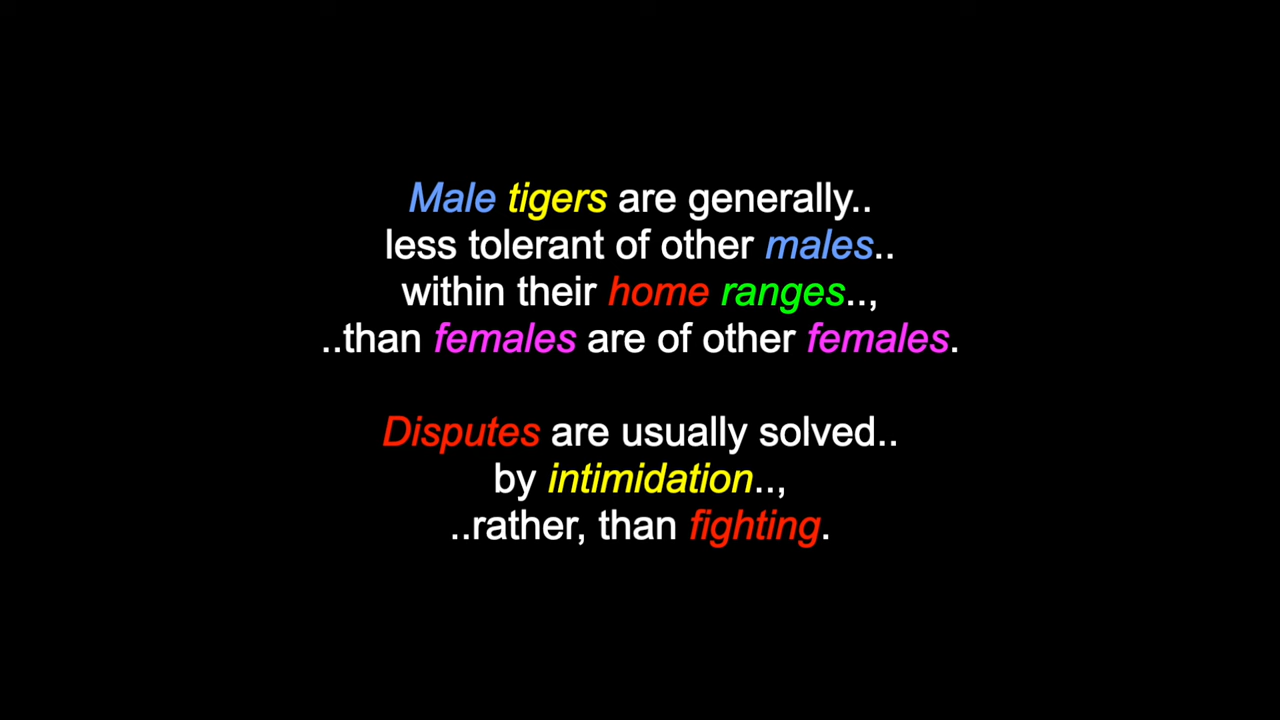 Male tigers are generally..
less tolerant of other males..
within their home ranges..,
..than females are of other females.
Disputes are usually solved..
by intimidation..,
..rather, than fighting.